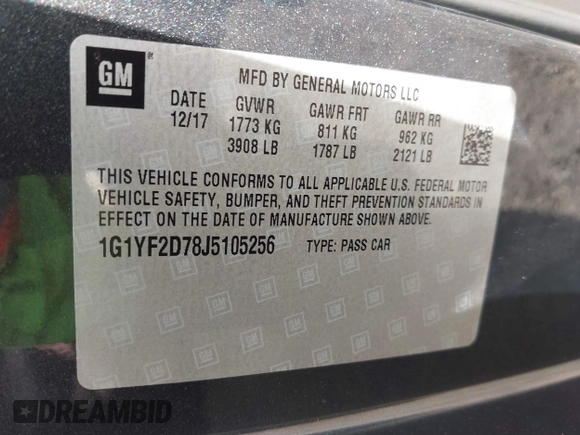 GM
MFD BY GENERAL MOTORS LLC
DATE GVWR GAWR FRT GAWR RR
12/17 1773 KG 811 KG 962 KG
3908 LB 1787 LB 2121 LB
THIS VEHICLE CONFORMS TO ALL APPLICABLE U.S. FEDERAL MOTOR
VEHICLE SAFETY, BUMPER, AND THEFT PREVENTION STANDARDS IN
EFFECT ON THE DATE OF MANUFACTURE SHOWN ABOVE.
1G1YF2D78J5105256 TYPE: PASS CAR
DREAMBID